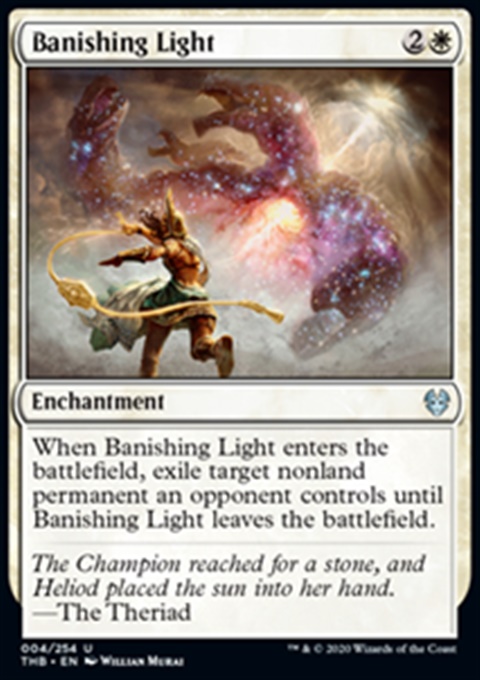 Banishing Light 2
Enchantment
When Banishing Light enters the
battlefield, exile target nonland
permanent an opponent controls until
Banishing Light leaves the battlefield.
The Champion reached for a stone, and
Heliod placed the sun into her hand.
—The Theriad
004/254 U ™ & © 2020 Wizards of the Coast
THB • EN Willian Murai